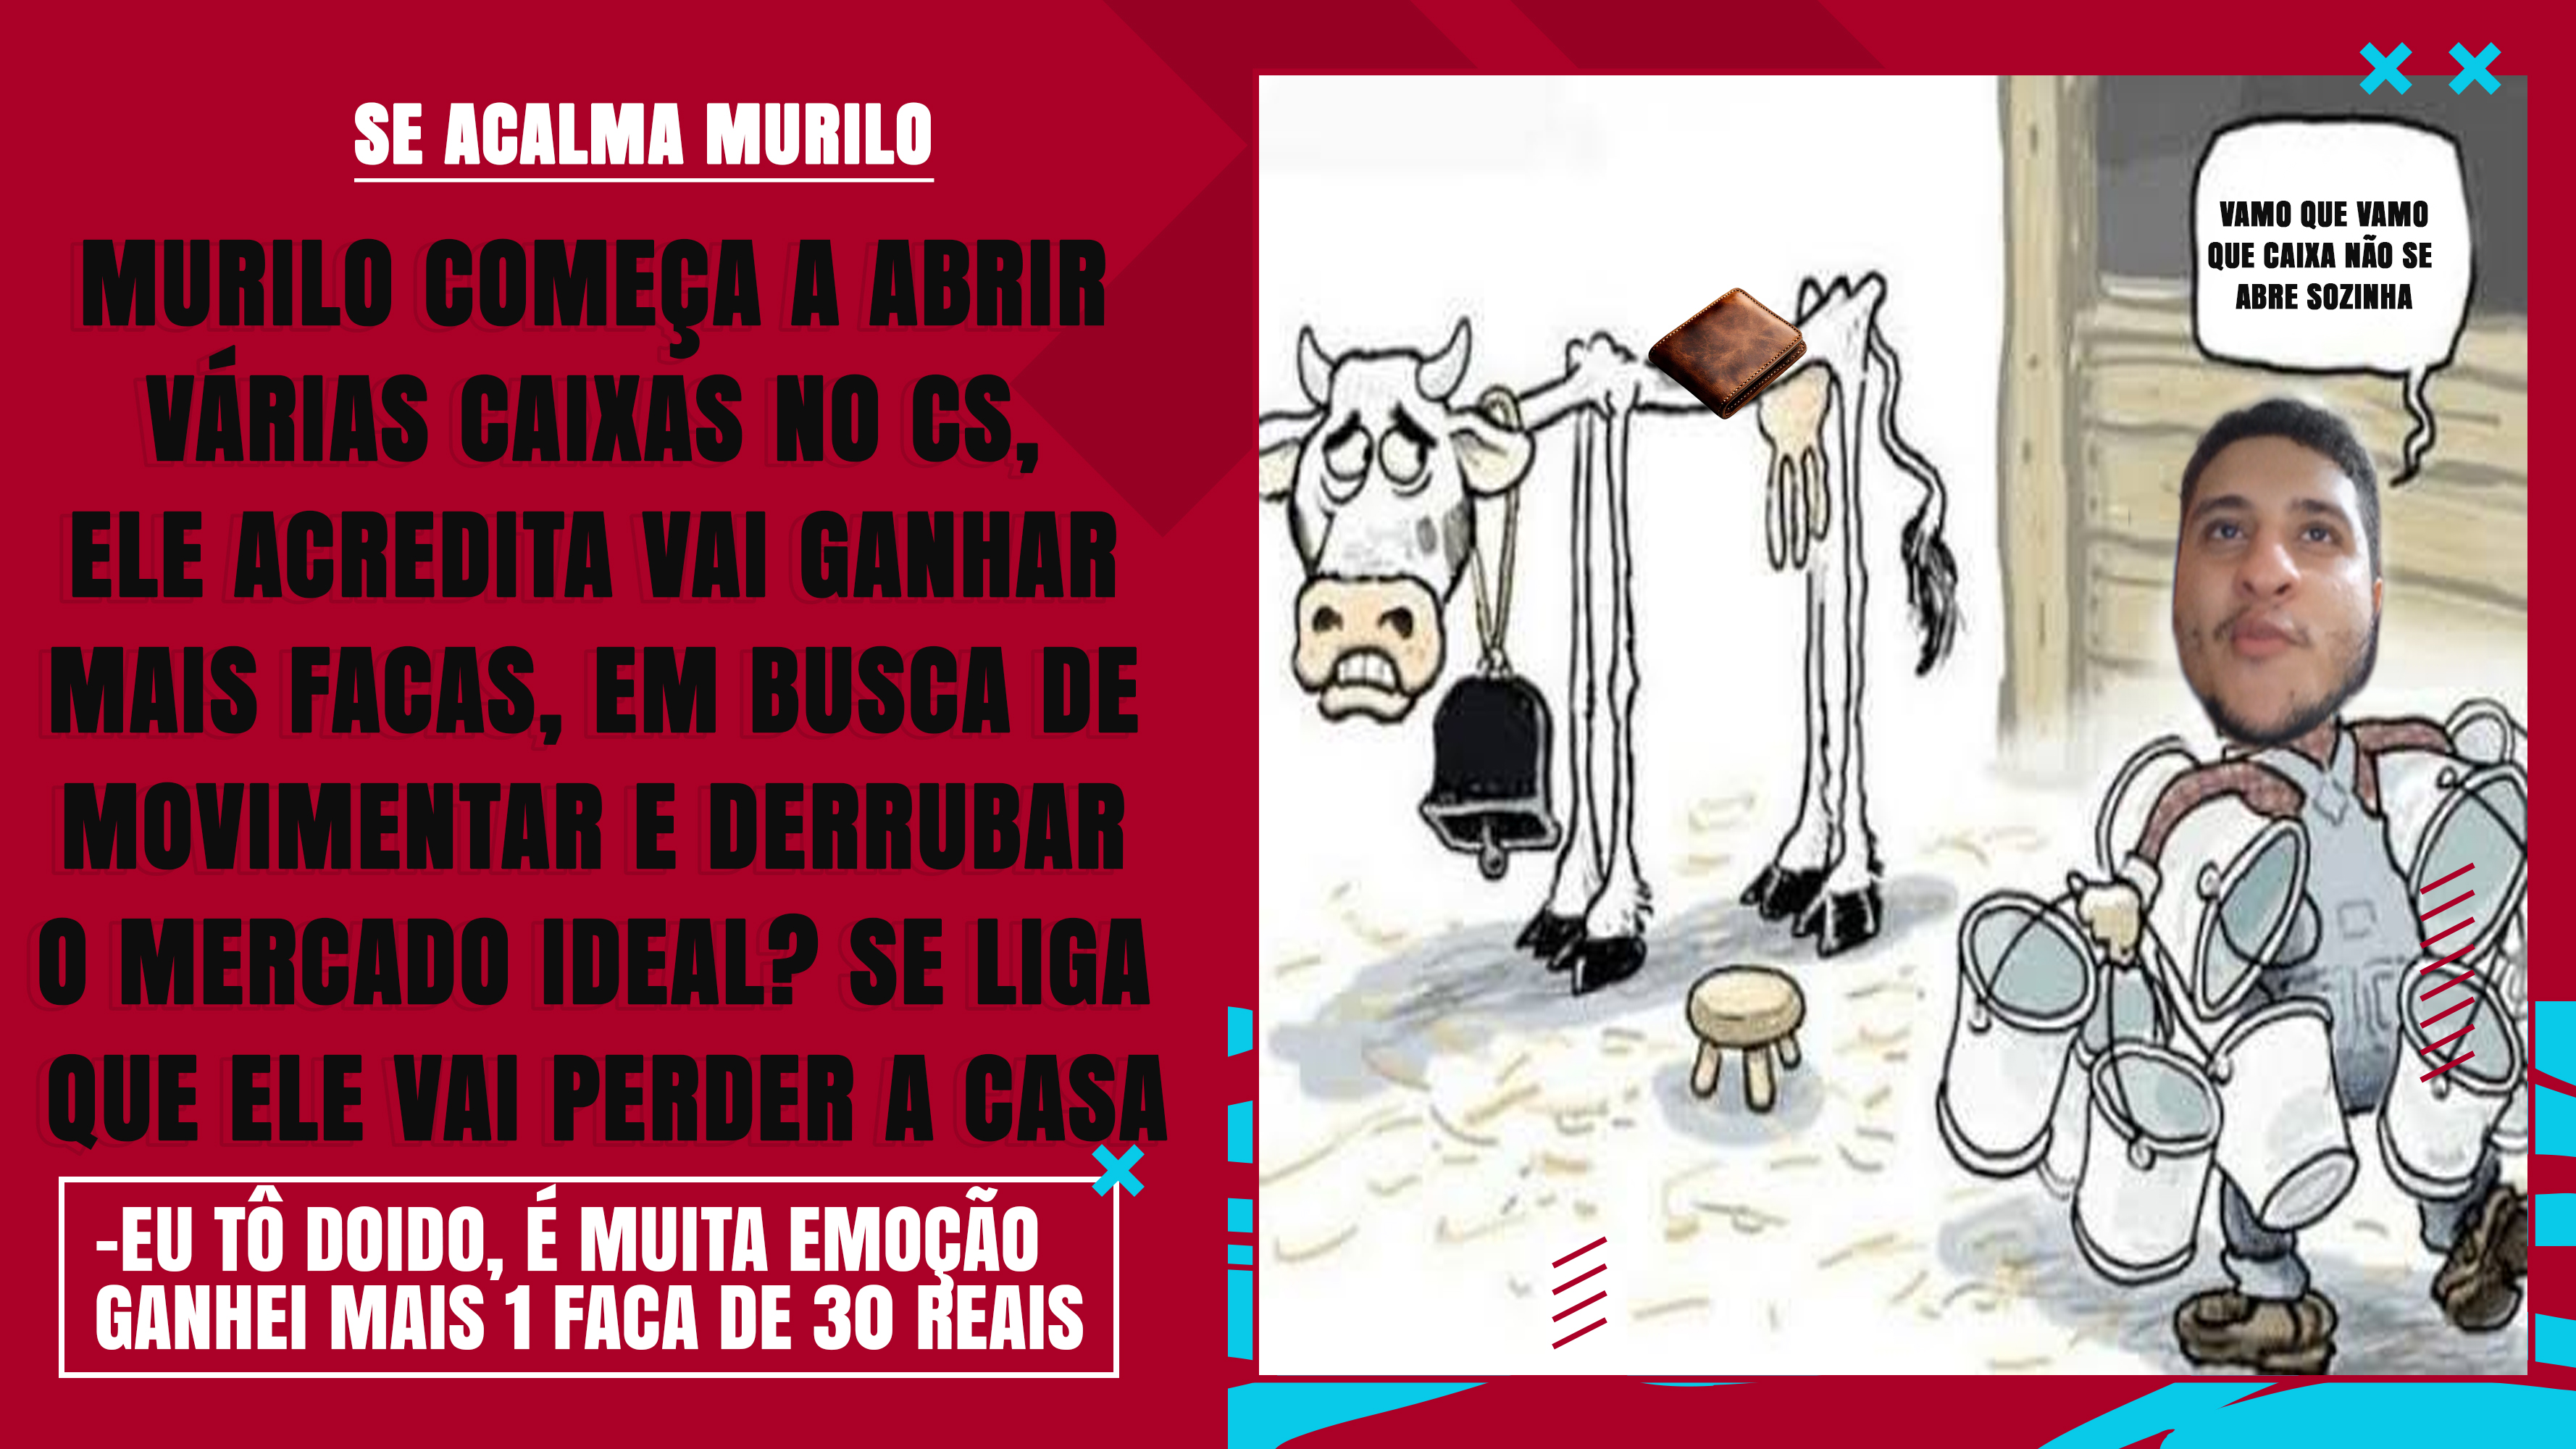 SE ACALMA MURILO
MURILO COMEÇA A ABRIR
VÁRIAS CAIXAS NO CS,
ELE ACREDITA VAI GANHAR
MAIS FACAS, EM BUSCA DE
MOVIMENTAR E DERRUBAR
O MERCADO IDEAL? SE LIGA
QUE ELE VAI PERDER A CASA
-EU TÔ DOIDO, É MUITA EMOÇÃO
GANHEI MAIS 1 FACA DE 30 REAIS
VAMO QUE VAMO
QUE CAIXA NÃO SE
ABRE SOZINHA